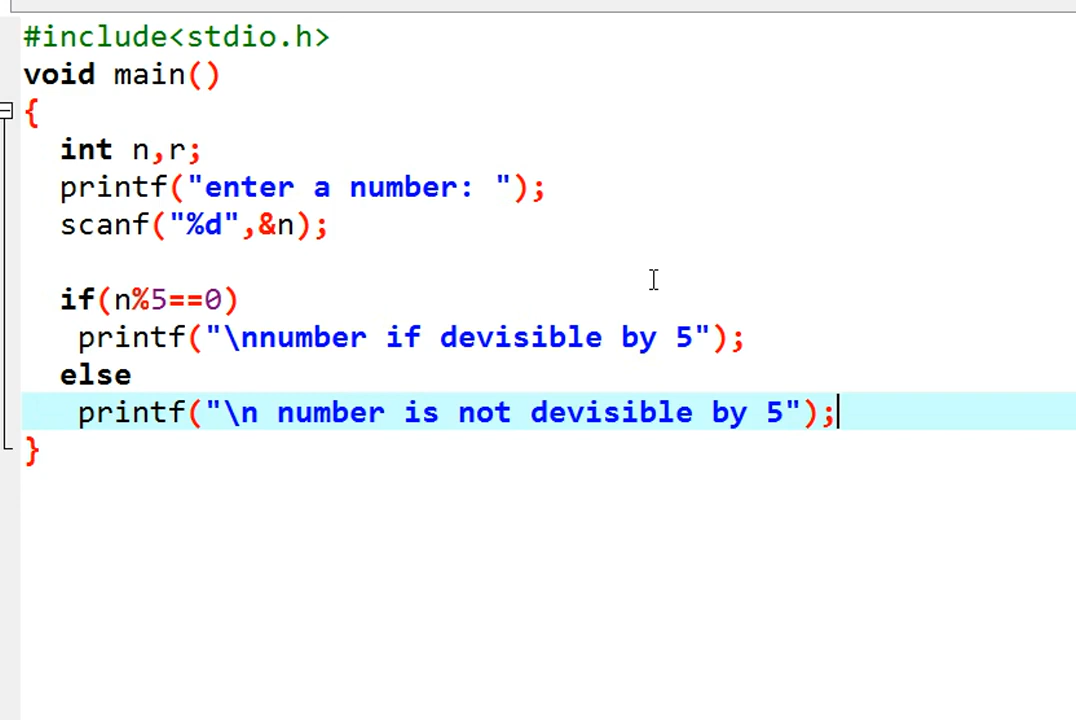 #include<stdio.h>
void main()
{
int n,r;
printf("enter a number: ");
scanf("%d",&n);
if(n%5==0)
printf("\nnumber if devisible by 5");
else
printf("\n number is not devisible by 5");
}